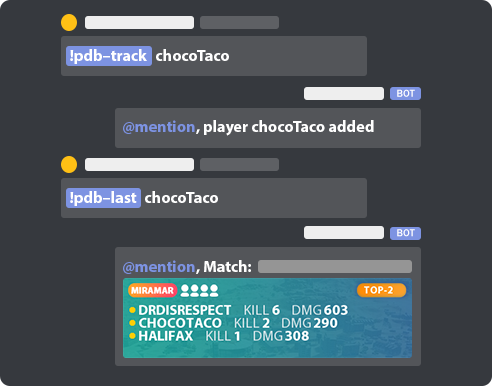 !pdb–track chocoTaco
BOT
@mention, player chocoTaco added
!pdb–last chocoTaco
BOT
@mention, Match:
MIRAMAR TOP-2
DRDISRESPECT KILL 6 DMG 603
CHOCOTACO KILL 2 DMG 290
HALIFAX KILL 1 DMG 308